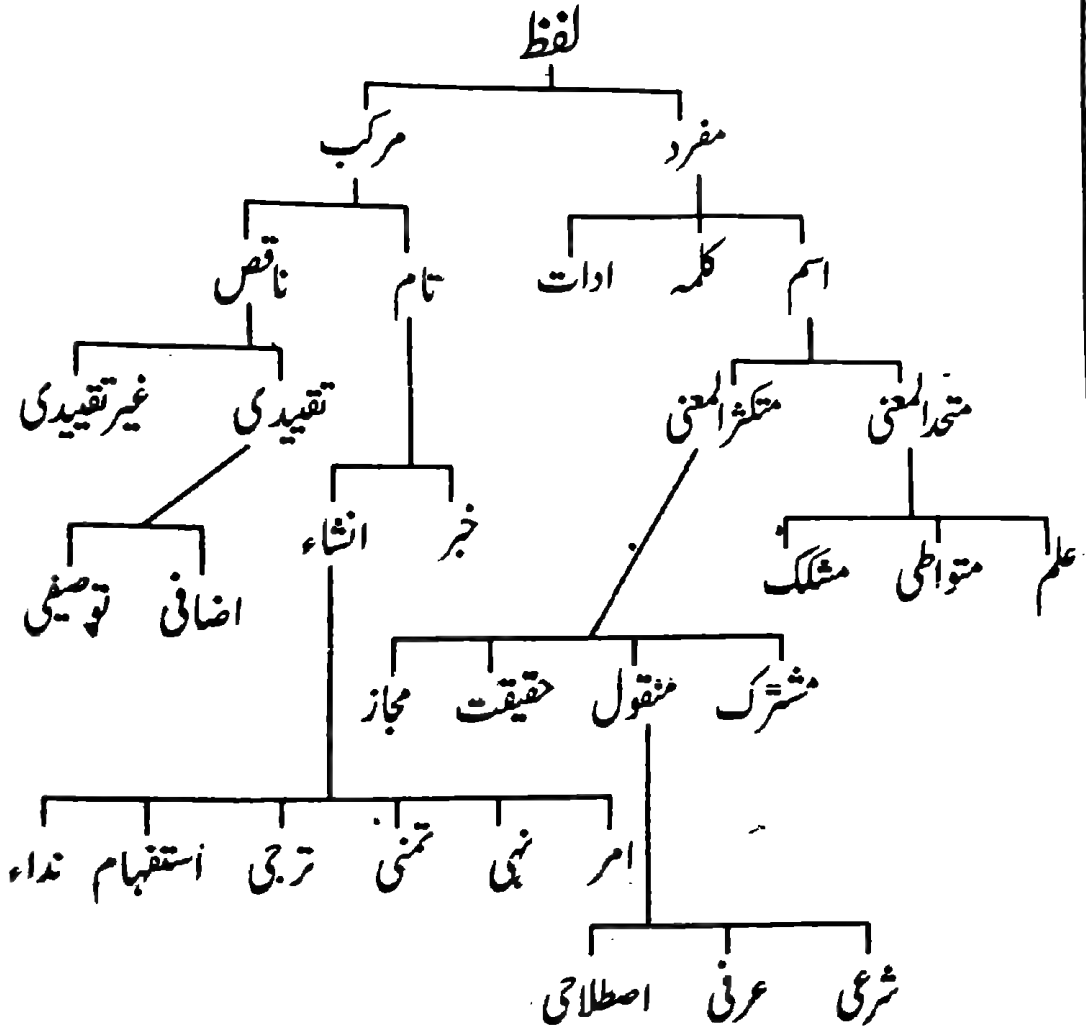 لفظ
مفرد مرکب
اسم کلمہ ادات تام ناقص
متحدالمعنی متکثرالمعنی تقییدی غیرتقییدی
علم متواطی مشکک خبر انشاء اضافی توصیفی
مشترک منقول حقیقت مجاز
امر نہی تمنی ترجی استفہام نداء
شرعی عرفی اصطلاحی